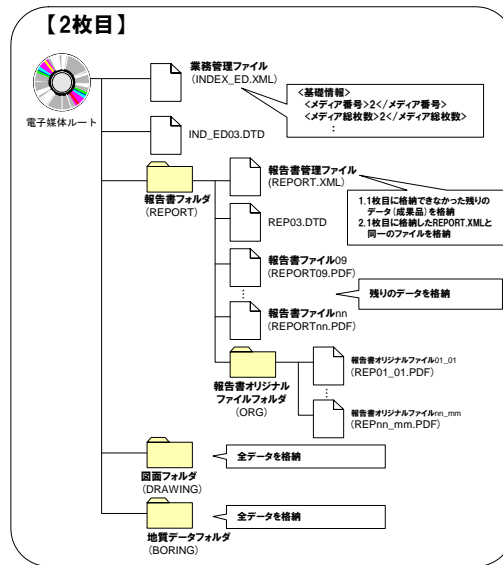 【2枚目】
業務管理ファイル
(INDEX_ED.XML)
<基礎情報>
<メディア番号>2</メディア番号>
<メディア総枚数>2</メディア総枚数>
:
電子媒体ルート
IND_ED03.DTD
報告書フォルダ
(REPORT)
報告書管理ファイル
(REPORT.XML)
1.1枚目に格納できなかった残りの
データ(成果品)を格納
2.1枚目に格納したREPORT.XMLと
同一のファイルを格納
REP03.DTD
報告書ファイル09
(REPORT09.PDF)
残りのデータを格納
報告書ファイルnn
(REPORTnn.PDF)
報告書オリジナル
ファイルフォルダ
(ORG)
報告書オリジナルファイル01_01
(REP01_01.PDF)
報告書オリジナルファイルnn_mm
(REPnn_mm.PDF)
図面フォルダ
(DRAWING)
全データを格納
地質データフォルダ
(BORING)
全データを格納